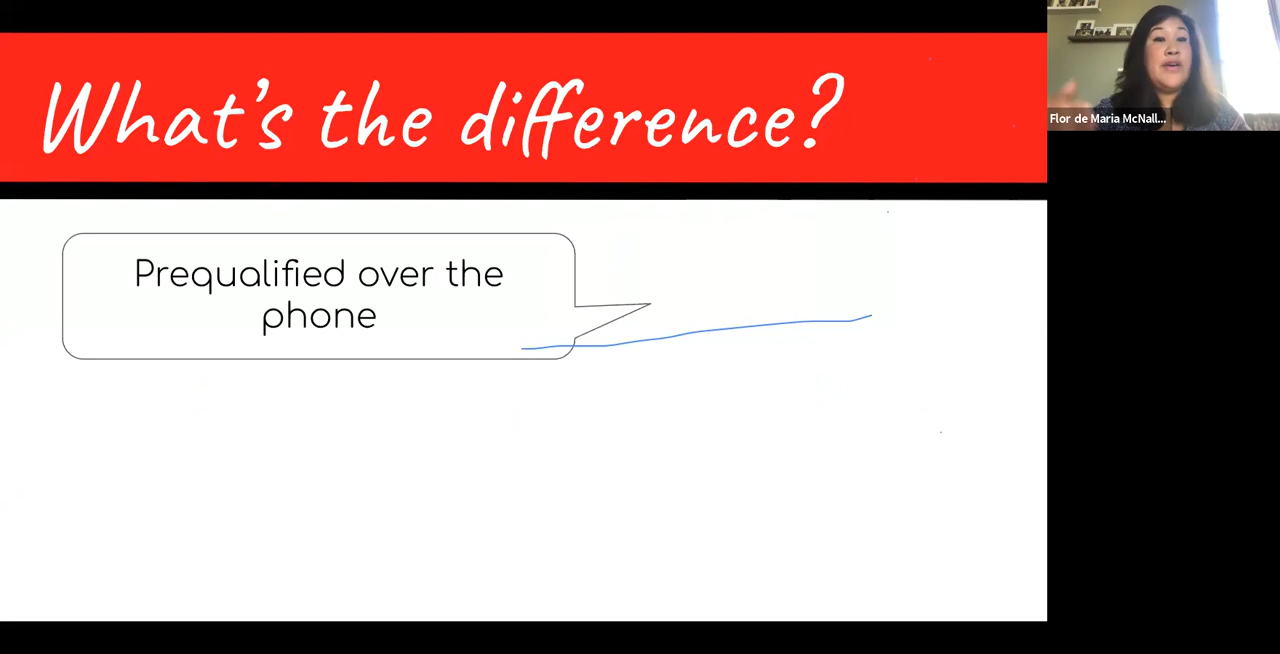 What's the difference?
Flor de Maria McNall...
Prequalified over the
phone